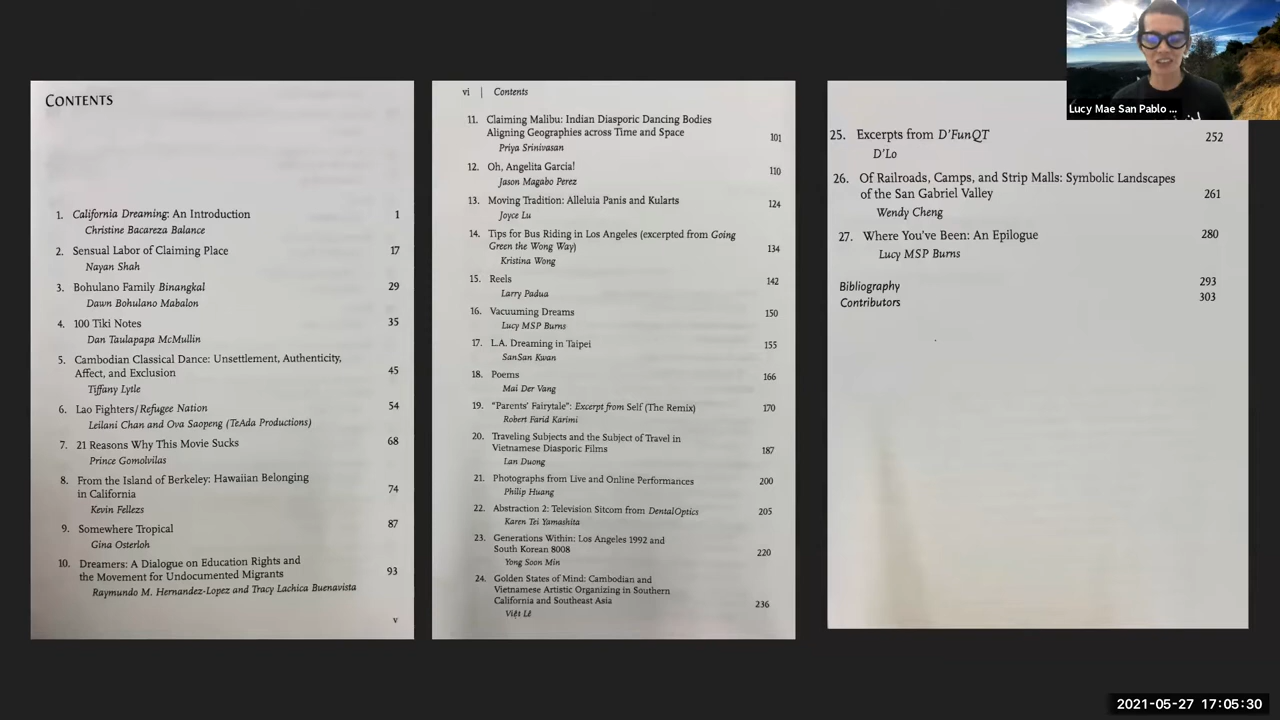 CONTENTS
1. California Dreaming: An Introduction 1
Christine Bacareza Balance
2. Sensual Labor of Claiming Place 17
Nayan Shah
3. Bohulano Family Binangkal 29
Dawn Bohulano Mabalon
4. 100 Tiki Notes 35
Dan Taulapapa McMullin
5. Cambodian Classical Dance: Unsettlement, Authenticity,
Affect, and Exclusion 45
Tiffany Lytle
6. Lao Fighters/Refugee Nation 54
Leilani Chan and Ova Saopeng (TeAda Productions)
7. 21 Reasons Why This Movie Sucks 68
Prince Gomolvilas
8. From the Island of Berkeley: Hawaiian Belonging
in California 74
Kevin Fellezs
9. Somewhere Tropical 87
Gina Osterloh
10. Dreamers: A Dialogue on Education Rights and
the Movement for Undocumented Migrants 93
Raymundo M. Hernandez-Lopez and Tracy Lachica Buenavista
v
vi | Contents
11. Claiming Malibu: Indian Diasporic Dancing Bodies
Aligning Geographies across Time and Space 101
Priya Srinivasan
12. Oh, Angelita Garcia! 110
Jason Magabo Perez
13. Moving Tradition: Alleluia Panis and Kularts 124
Joyce Lu
14. Tips for Bus Riding in Los Angeles (excerpted from Going
Green the Wong Way) 134
Kristina Wong
15. Reels 142
Larry Padua
16. Vacuuming Dreams 150
Lucy MSP Burns
17. L.A. Dreaming in Taipei 155
SanSan Kwan
18. Poems 166
Mai Der Vang
19. "Parents' Fairytale": Excerpt from Self (The Remix) 170
Robert Farid Karimi
20. Traveling Subjects and the Subject of Travel in
Vietnamese Diasporic Films 187
Lan Duong
21. Photographs from Live and Online Performances 200
Philip Huang
22. Abstraction 2: Television Sitcom from DentalOptics 205
Karen Tei Yamashita
23. Generations Within: Los Angeles 1992 and
South Korean 8008 220
Yong Soon Min
24. Golden States of Mind: Cambodian and
Vietnamese Artistic Organizing in Southern
California and Southeast Asia 236
Việt Lê
25. Excerpts from D'FunQT 252
D'Lo
26. Of Railroads, Camps, and Strip Malls: Symbolic Landscapes
of the San Gabriel Valley 261
Wendy Cheng
27. Where You've Been: An Epilogue 280
Lucy MSP Burns
Bibliography 293
Contributors 303
Lucy Mae San Pablo ...
2021-05-27 17:05:30